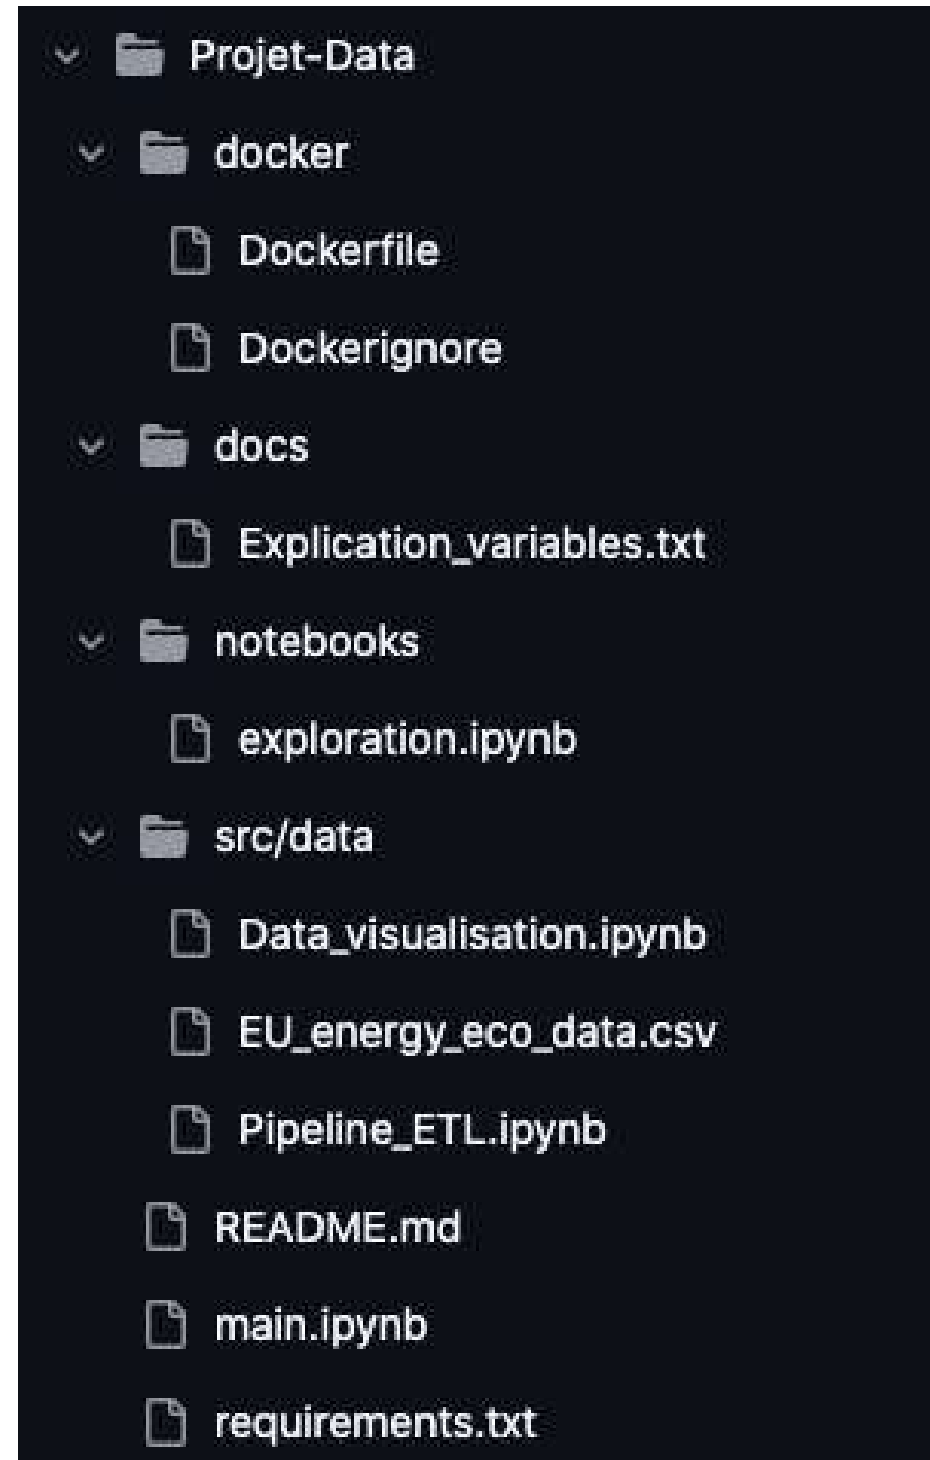 Projet-Data
docker
Dockerfile
Dockerignore
docs
Explication_variables.txt
notebooks
exploration.ipynb
src/data
Data_visualisation.ipynb
EU_energy_eco_data.csv
Pipeline_ETL.ipynb
README.md
main.ipynb
requirements.txt